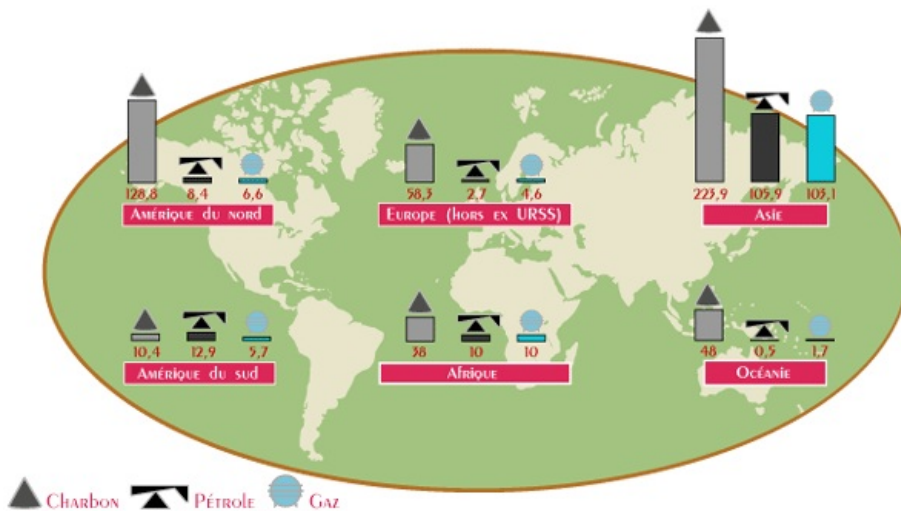 128,8 8,4 6,6
Amérique du nord
58,3 2,7 4,6
Europe (hors ex URSS)
223,9 105,9 103,1
Asie
10,4 12,9 5,7
Amérique du sud
38 10 10
Afrique
48 0,5 1,7
Océanie
Charbon Pétrole Gaz